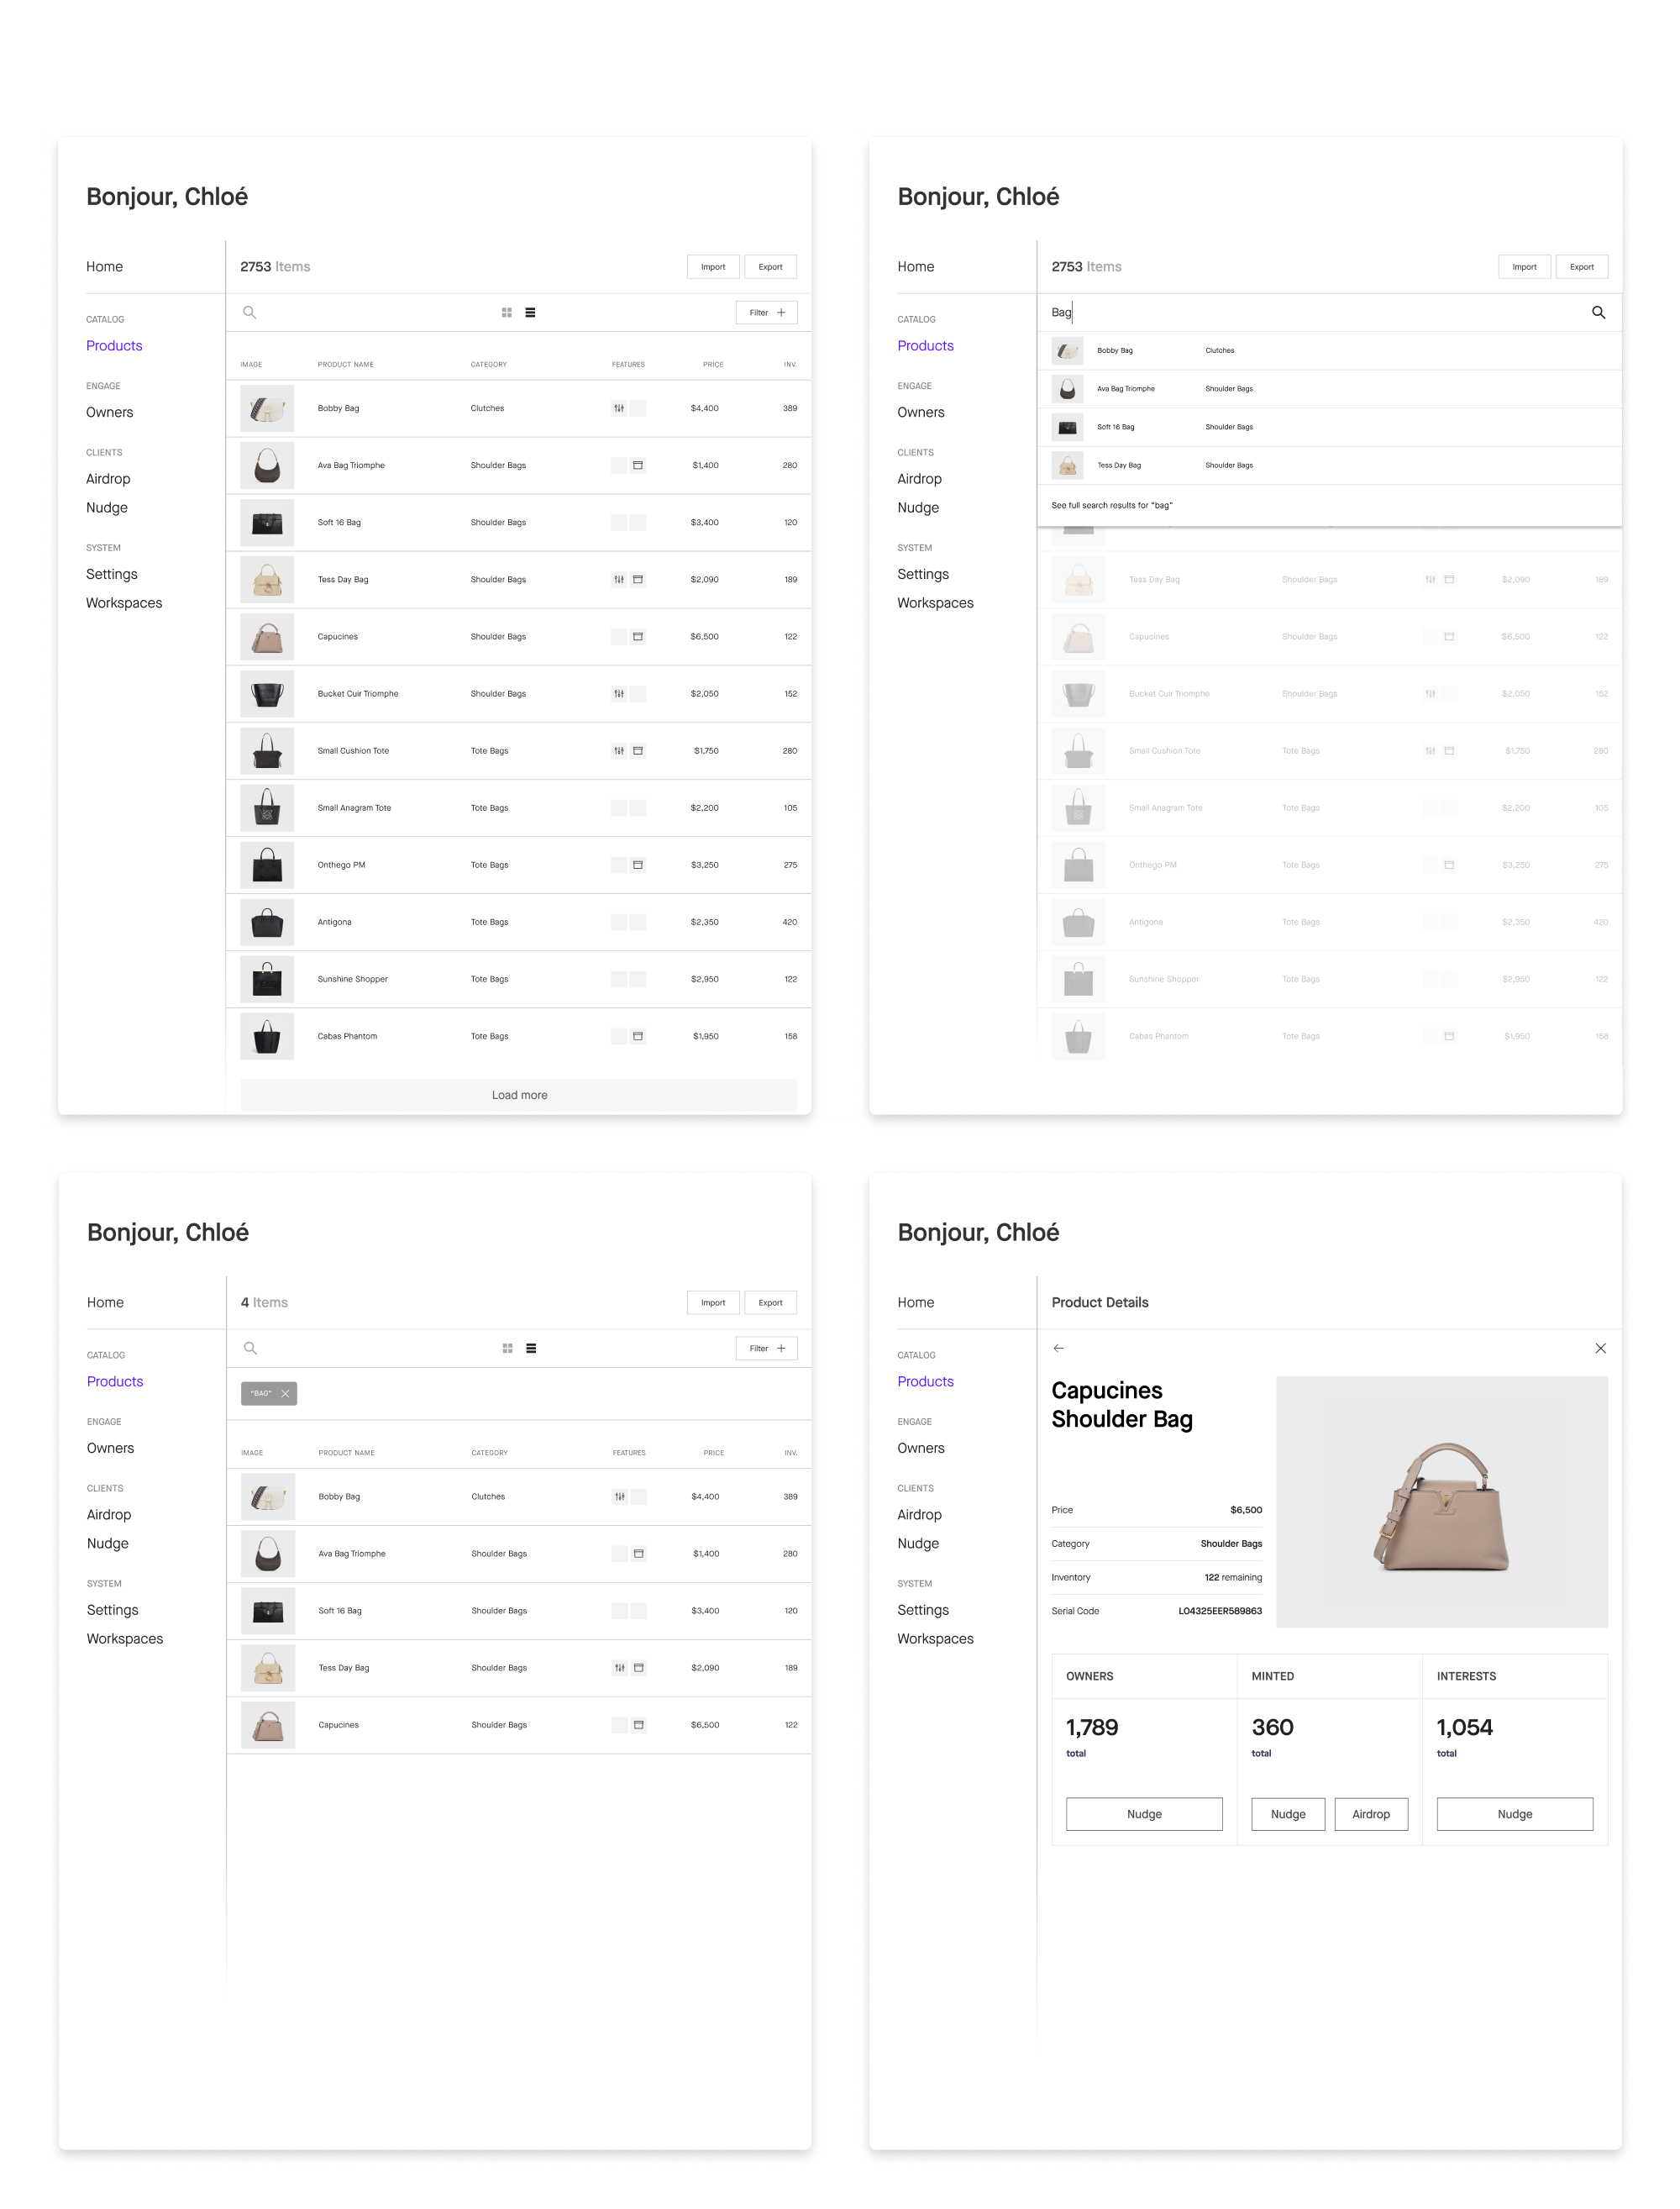 Bonjour, Chloé
Home
CATALOG
Products
ENGAGE
Owners
CLIENTS
Airdrop
Nudge
SYSTEM
Settings
Workspaces
2753 Items Import Export
Filter
IMAGE PRODUCT NAME CATEGORY FEATURES PRICE INV.
Bobby Bag Clutches $4,400 389
Ava Bag Triomphe Shoulder Bags $1,400 280
Soft 16 Bag Shoulder Bags $3,400 120
Tess Day Bag Shoulder Bags $2,090 189
Capucines Shoulder Bags $6,500 122
Bucket Cuir Triomphe Shoulder Bags $2,050 152
Small Cushion Tote Tote Bags $1,750 280
Small Anagram Tote Tote Bags $2,200 105
Onthego PM Tote Bags $3,250 275
Antigona Tote Bags $2,350 420
Sunshine Shopper Tote Bags $2,950 122
Cabas Phantom Tote Bags $1,950 158
Load more
Bonjour, Chloé
Home
CATALOG
Products
ENGAGE
Owners
CLIENTS
Airdrop
Nudge
SYSTEM
Settings
Workspaces
2753 Items Import Export
Bag
Bobby Bag Clutches
Ava Bag Triomphe Shoulder Bags
Soft 16 Bag Shoulder Bags
Tess Day Bag Shoulder Bags
See full search results for "bag"
Tess Day Bag Shoulder Bags $2,090 189
Capucines Shoulder Bags $6,500 122
Bucket Cuir Triomphe Shoulder Bags $2,050 152
Small Cushion Tote Tote Bags $1,750 280
Small Anagram Tote Tote Bags $2,200 105
Onthego PM Tote Bags $3,250 275
Antigona Tote Bags $2,350 420
Sunshine Shopper Tote Bags $2,950 122
Cabas Phantom Tote Bags $1,950 158
Bonjour, Chloé
Home
CATALOG
Products
ENGAGE
Owners
CLIENTS
Airdrop
Nudge
SYSTEM
Settings
Workspaces
4 Items Import Export
Filter
"BAG"
IMAGE PRODUCT NAME CATEGORY FEATURES PRICE INV.
Bobby Bag Clutches $4,400 389
Ava Bag Triomphe Shoulder Bags $1,400 280
Soft 16 Bag Shoulder Bags $3,400 120
Tess Day Bag Shoulder Bags $2,090 189
Capucines Shoulder Bags $6,500 122
Bonjour, Chloé
Home
CATALOG
Products
ENGAGE
Owners
CLIENTS
Airdrop
Nudge
SYSTEM
Settings
Workspaces
Product Details
Capucines
Shoulder Bag
Price $6,500
Category Shoulder Bags
Inventory 122 remaining
Serial Code LO4325EER589863
OWNERS MINTED INTERESTS
1,789 360 1,054
total total total
Nudge Nudge Airdrop Nudge